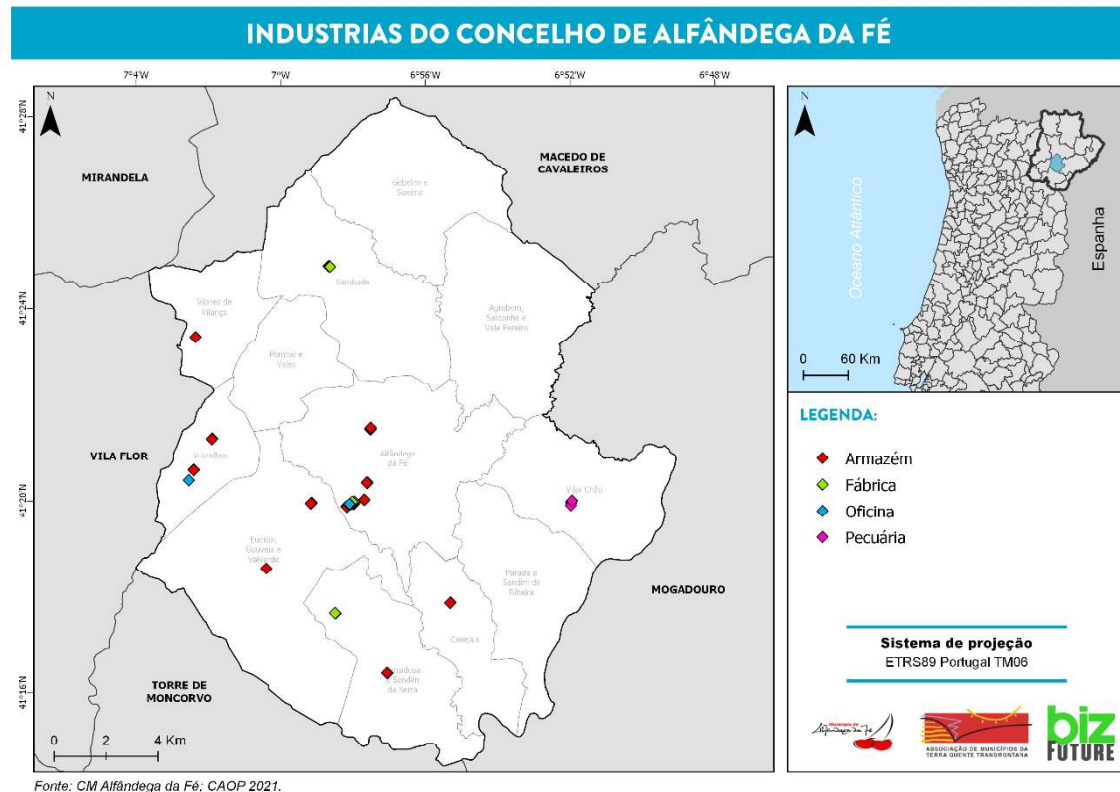 INDUSTRIAS DO CONCELHO DE ALFÂNDEGA DA FÉ
7°4'W
7°W
6°56'W
6°52'W
6°48'W
41°28'N
41°24'N
41°20'N
41°16'N
N
MIRANDELA
MACEDO DE
CAVALEIROS
Gebelim e
Soeima
Sambade
Vilares de
Vilariça
Agrobom,
Saldonha e
Vale Pereiro
Pombal e
Vales
VILA FLOR
Vilarelhos
Alfândega
da Fé
Vilar Chão
Eucisia,
Gouveia e
Valverde
Parada e
Sendim da
Ribeira
MOGADOURO
Cerejais
Sendim
da Serra
TORRE DE
MONCORVO
0 2 4 Km
Fonte: CM Alfândega da Fé; CAOP 2021.
N
Oceano Atlântico
Espanha
0 60 Km
LEGENDA:
Armazém
Fábrica
Oficina
Pecuária
Sistema de projeção
ETRS89 Portugal TM06
Município de
Alfândega da Fé
ASSOCIAÇÃO DE MUNICÍPIOS DA
TERRA QUENTE TRANSMONTANA
biz
FUTURE